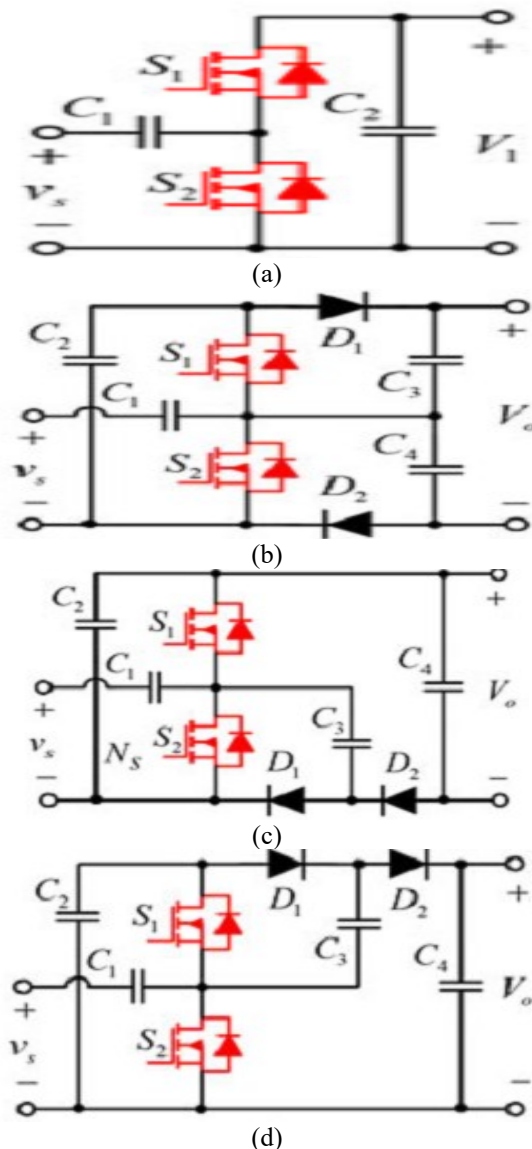 S₁
C₁
C₂
+
+
V₁
vₛ
S₂
−
−
(a)
C₂
S₁
D₁
+
C₁
C₃
+
vₛ
S₂
C₄
Vₒ
−
D₂
−
(b)
C₂
S₁
+
C₁
C₄
+
Vₒ
vₛ
S₂
C₃
N_S
D₁
D₂
−
−
(c)
C₂
S₁
D₁
D₂
+
C₁
C₃
C₄
+
Vₒ
vₛ
S₂
−
−
(d)